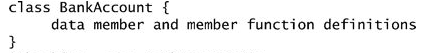 class BankAccount {
data member and member function definitions
}